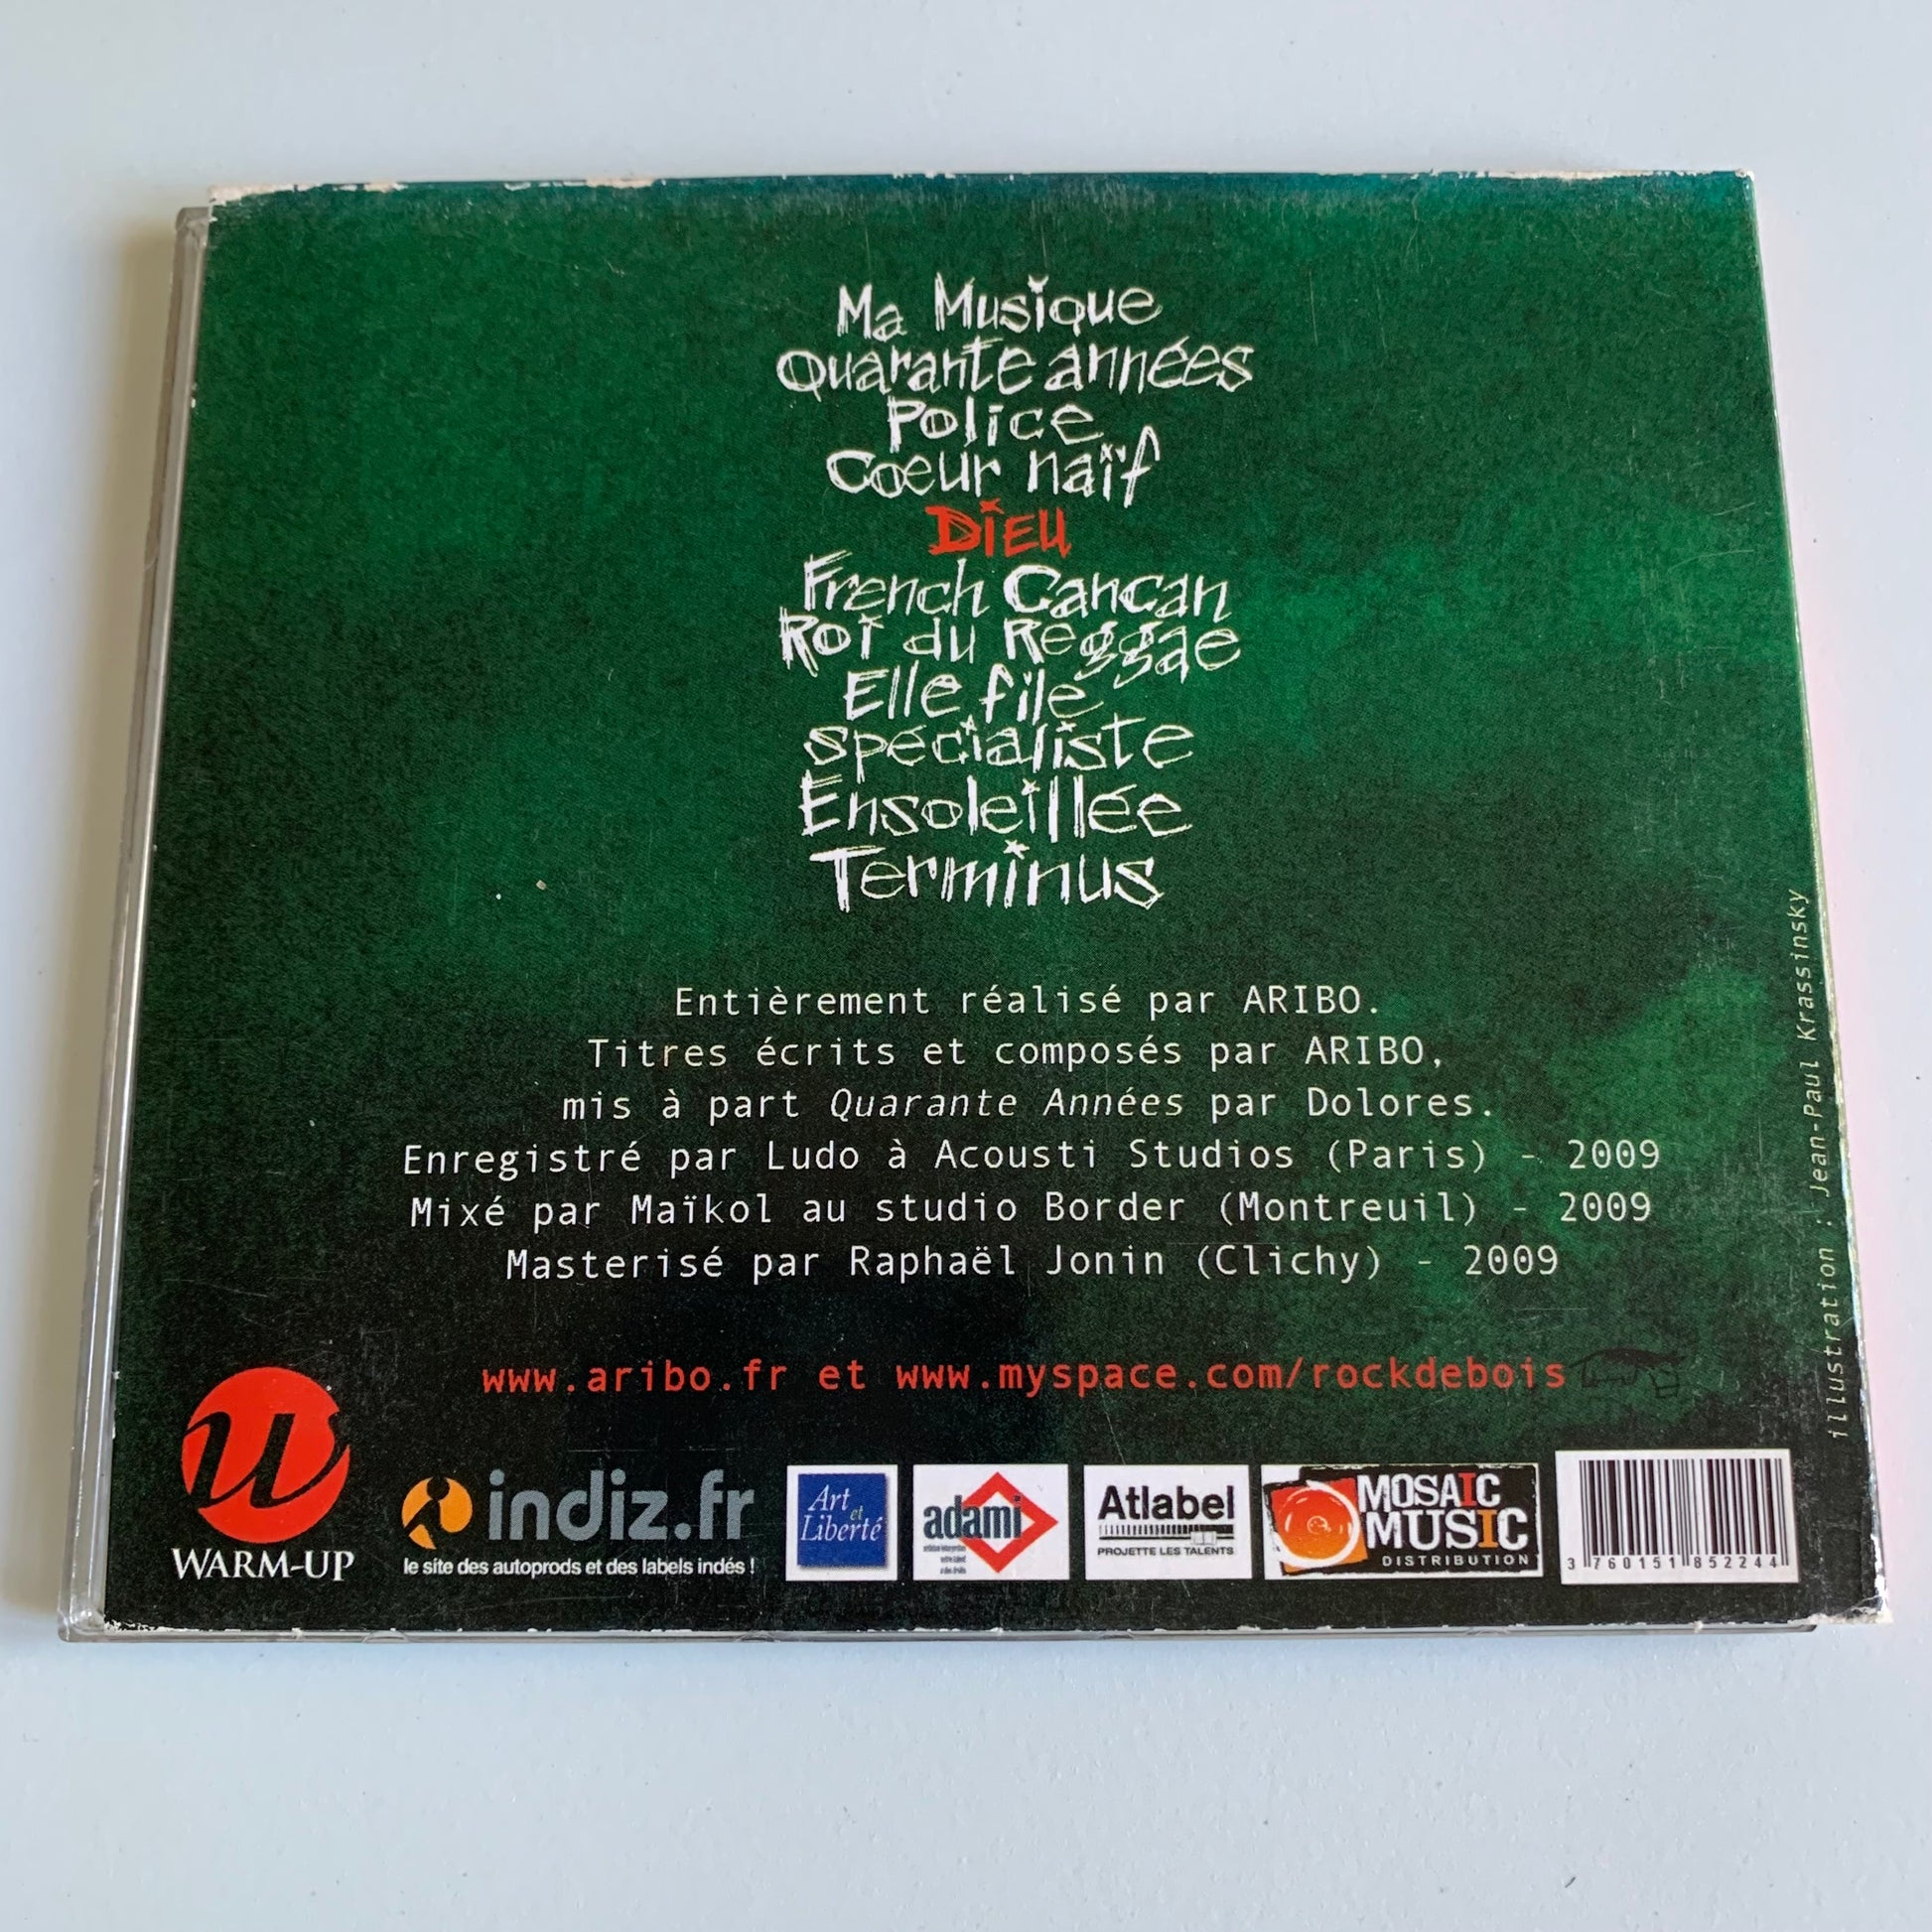 Ma Musique
Quarante années
Police
Cœur naïf
Dieu
French Cancan
Roi du Reggae
Elle file
spécialiste
Ensoleillée
Terminus
Entièrement réalisé par ARIBO.
Titres écrits et composés par ARIBO,
mis à part Quarante Années par Dolores.
Enregistré par Ludo à Acousti Studios (Paris) - 2009
Mixé par Maïkol au studio Border (Montreuil) - 2009
Masterisé par Raphaël Jonin (Clichy) - 2009
illustration : Jean-Paul Krassinsky
www.aribo.fr et www.myspace.com/rockdebois
WARM-UP
indiz.fr
le site des autoprods et des labels indés !
Art
et
Liberté
adami
Atlabel
PROJETTE LES TALENTS
MOSAIC
MUSIC
DISTRIBUTION
3 760151 852244